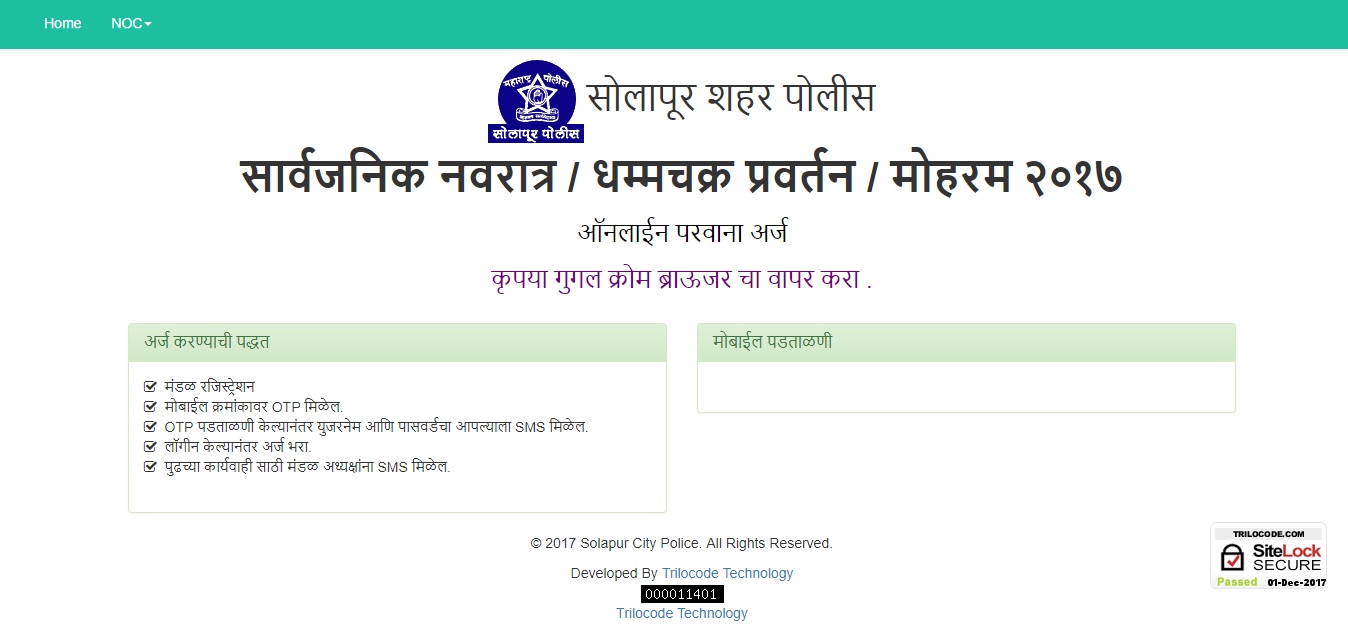 Home NOC
महाराष्ट्र पोलीस
सोलापूर पोलीस
सोलापूर शहर पोलीस
सार्वजनिक नवरात्र / धम्मचक्र प्रवर्तन / मोहरम २०१७
ऑनलाईन परवाना अर्ज
कृपया गुगल क्रोम ब्राऊजर चा वापर करा .
अर्ज करण्याची पद्धत
मंडळ रजिस्ट्रेशन
मोबाईल क्रमांकावर OTP मिळेल.
OTP पडताळणी केल्यानंतर युजरनेम आणि पासवर्डचा आपल्याला SMS मिळेल.
लॉगीन केल्यानंतर अर्ज भरा.
पुढच्या कार्यवाही साठी मंडळ अध्यक्षांना SMS मिळेल.
मोबाईल पडताळणी
© 2017 Solapur City Police. All Rights Reserved.
Developed By Trilocode Technology
000011401
Trilocode Technology
TRILOCODE.COM
SiteLock
SECURE
Passed 01-Dec-2017